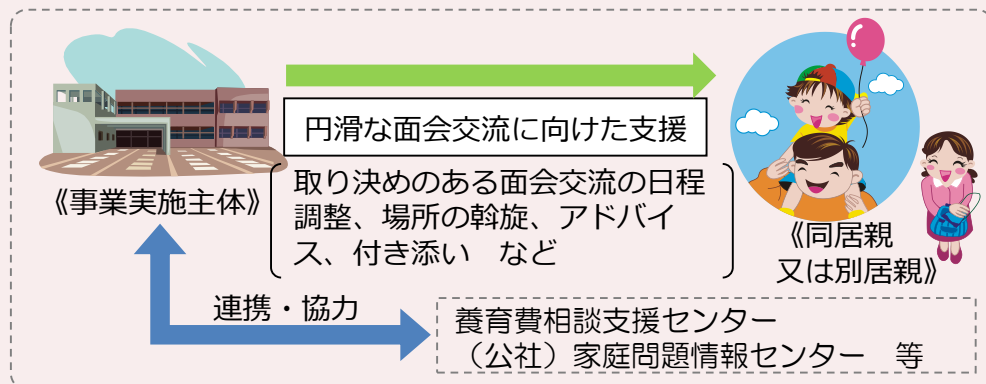 円滑な面会交流に向けた支援
取り決めのある面会交流の日程
調整、場所の斡旋、アドバイ
ス、付き添い　など
《事業実施主体》
《同居親
又は別居親》
連携・協力
養育費相談支援センター
（公社）家庭問題情報センター　等